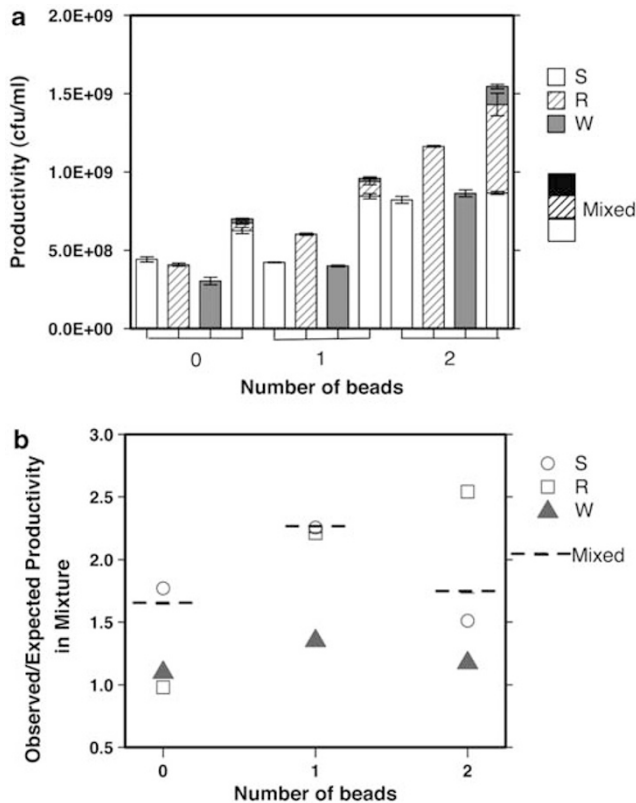 a
Productivity (cfu/ml)
2.0E+09
1.5E+09
1.0E+09
5.0E+08
0.0E+00
0 1 2
Number of beads
S
R
W
Mixed
b
Observed/Expected Productivity
in Mixture
3.0
2.5
2.0
1.5
1.0
0.5
0 1 2
Number of beads
S
R
W
Mixed